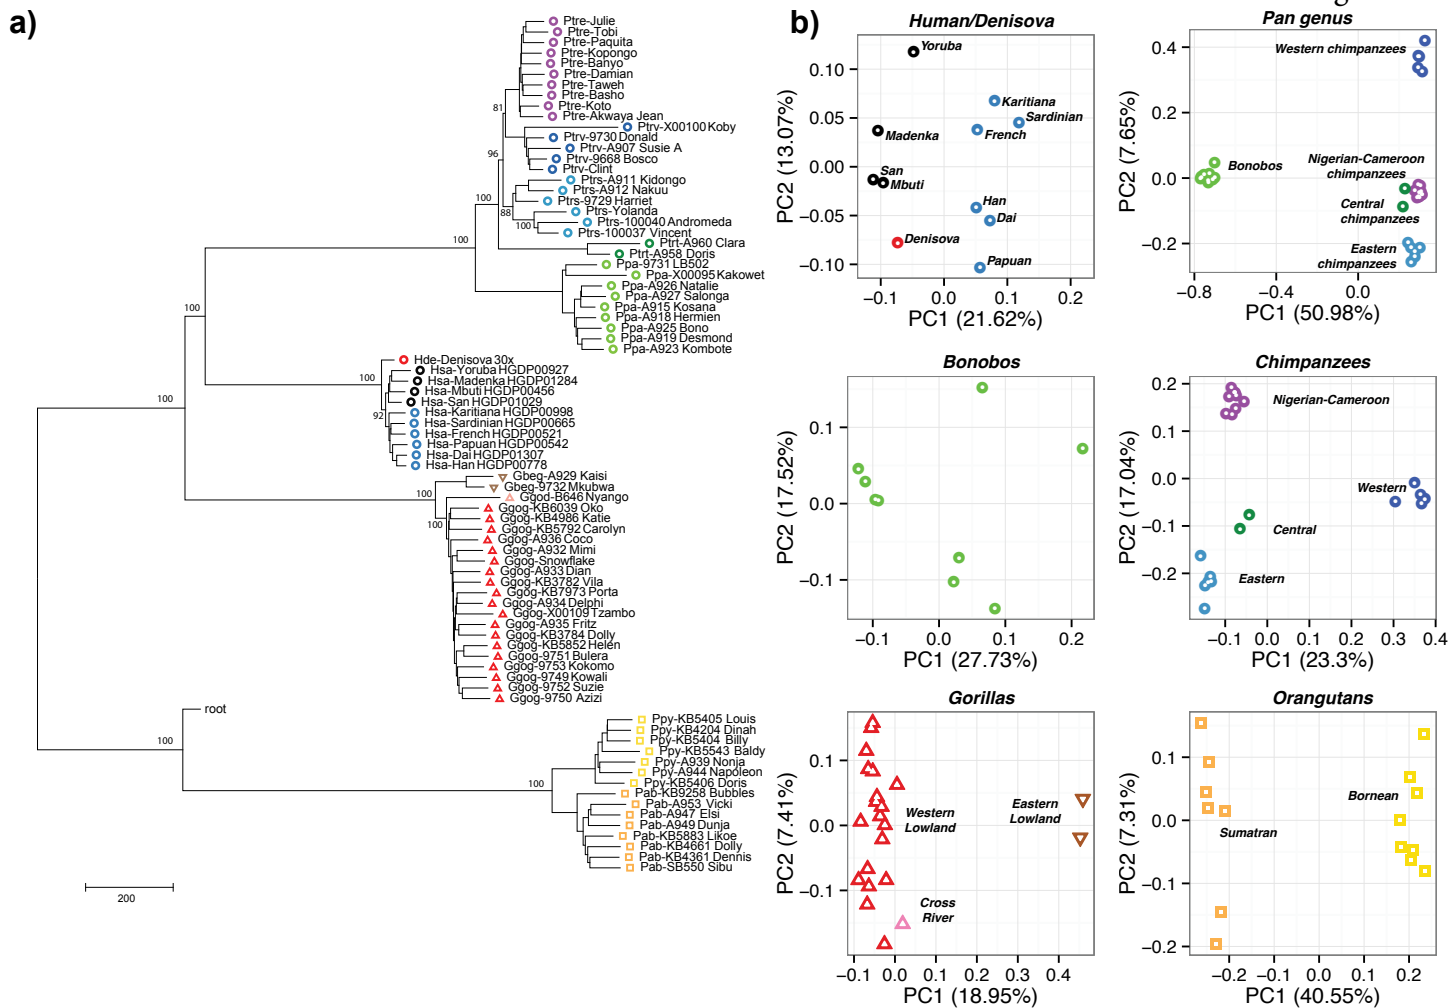 a)
Ptre-Julie
Ptre-Tobi
Ptre-Paquita
Ptre-Kopongo
Ptre-Banyo
Ptre-Damian
Ptre-Taweh
Ptre-Basho
Ptre-Koto
Ptre-Akwaya Jean
Ptrv-X00100 Koby
Ptrv-9730 Donald
Ptrv-A907 Susie A
Ptrv-9668 Bosco
Ptrv-Clint
Ptrs-A911 Kidongo
Ptrs-A912 Nakuu
Ptrs-9729 Harriet
Ptrs-Yolanda
Ptrs-100040 Andromeda
Ptrs-100037 Vincent
Ptrt-A960 Clara
Ptrt-A958 Doris
Ppa-9731 LB502
Ppa-X00095 Kakowet
Ppa-A926 Natalie
Ppa-A927 Salonga
Ppa-A915 Kosana
Ppa-A918 Hermien
Ppa-A925 Bono
Ppa-A919 Desmond
Ppa-A923 Kombote
Hde-Denisova 30x
Hsa-Yoruba HGDP00927
Hsa-Madenka HGDP01284
Hsa-Mbuti HGDP00456
Hsa-San HGDP01029
Hsa-Karitiana HGDP00998
Hsa-Sardinian HGDP00665
Hsa-French HGDP00521
Hsa-Papuan HGDP00542
Hsa-Dai HGDP01307
Hsa-Han HGDP00778
Gbeg-A929 Kaisi
Gbeg-9732 Mkubwa
Ggod-B646 Nyango
Ggog-KB6039 Oko
Ggog-KB4986 Katie
Ggog-KB5792 Carolyn
Ggog-A936 Coco
Ggog-A932 Mimi
Ggog-Snowflake
Ggog-A933 Dian
Ggog-KB3782 Vila
Ggog-KB7973 Porta
Ggog-A934 Delphi
Ggog-X00109 Tzambo
Ggog-A935 Fritz
Ggog-KB3784 Dolly
Ggog-KB5852 Helen
Ggog-9751 Bulera
Ggog-9753 Kokomo
Ggog-9749 Kowali
Ggog-9752 Suzie
Ggog-9750 Azizi
root
Ppy-KB5405 Louis
Ppy-KB4204 Dinah
Ppy-KB5404 Billy
Ppy-KB5543 Baldy
Ppy-A939 Nonja
Ppy-A944 Napoleon
Ppy-KB5406 Doris
Pab-KB9258 Bubbles
Pab-A953 Vicki
Pab-A947 Elsi
Pab-A949 Dunja
Pab-KB5883 Likoe
Pab-KB4661 Dolly
Pab-KB4361 Dennis
Pab-SB550 Sibu
81
96
100
88
100
100
100
100
92
100
100
100
100
100
200
b)
Human/Denisova
PC2 (13.07%)
0.10
0.05
0.00
−0.05
−0.10
Yoruba
Karitiana
Sardinian
Madenka
French
San
Mbuti
Han
Dai
Denisova
Papuan
−0.1 0.0 0.1 0.2
PC1 (21.62%)
Pan genus
PC2 (7.65%)
0.4
0.2
0.0
−0.2
Western chimpanzees
Bonobos
Nigerian-Cameroon
chimpanzees
Central
chimpanzees
Eastern
chimpanzees
−0.8 −0.4 0.0
PC1 (50.98%)
Bonobos
PC2 (17.52%)
0.1
0.0
−0.1
−0.1 0.0 0.1 0.2
PC1 (27.73%)
Chimpanzees
PC2 (17.04%)
0.2
0.1
0.0
−0.1
−0.2
Nigerian-Cameroon
Western
Central
Eastern
−0.1 0.0 0.1 0.2 0.3 0.4
PC1 (23.3%)
Gorillas
PC2 (7.41%)
0.1
0.0
−0.1
Western
Lowland
Eastern
Lowland
Cross
River
−0.1 0.0 0.1 0.2 0.3 0.4
PC1 (18.95%)
Orangutans
PC2 (7.31%)
0.1
0.0
−0.1
−0.2
Bornean
Sumatran
−0.2 −0.1 0.0 0.1 0.2
PC1 (40.55%)